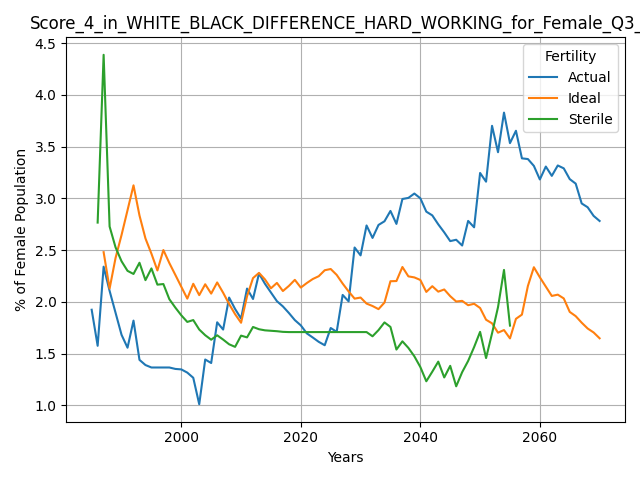 Score_4_in_WHITE_BLACK_DIFFERENCE_HARD_WORKING_for_Female_Q3_
Fertility
Actual
Ideal
Sterile
4.5
4.0
3.5
3.0
2.5
2.0
1.5
1.0
% of Female Population
2000
2020
2040
2060
Years